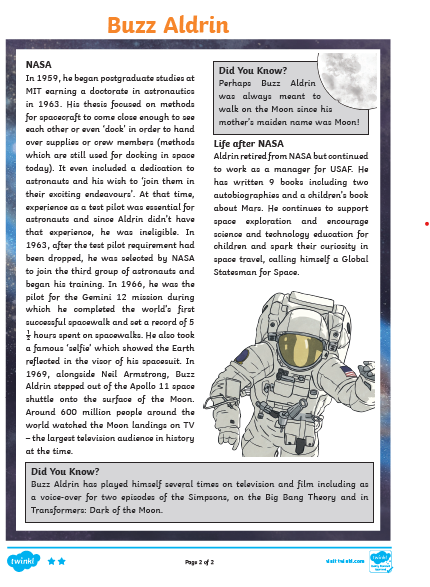 Buzz Aldrin
NASA
In 1959, he began postgraduate studies at
MIT earning a doctorate in astronautics
in 1963. His thesis focused on methods
for spacecraft to come close enough to see
each other or even ‘dock’ in order to hand
over supplies or crew members (methods
which are still used for docking in space
today). It even included a dedication to
astronauts and his wish to ‘join them in
their exciting endeavours’. At that time,
experience as a test pilot was essential for
astronauts and since Aldrin didn’t have
that experience, he was ineligible. In
1963, after the test pilot requirement had
been dropped, he was selected by NASA
to join the third group of astronauts and
began his training. In 1966, he was the
pilot for the Gemini 12 mission during
which he completed the world’s first
successful spacewalk and set a record of 5
½ hours spent on spacewalks. He also took
a famous ‘selfie’ which showed the Earth
reflected in the visor of his spacesuit. In
1969, alongside Neil Armstrong, Buzz
Aldrin stepped out of the Apollo 11 space
shuttle onto the surface of the Moon.
Around 600 million people around the
world watched the Moon landings on TV
– the largest television audience in history
at the time.
Did You Know?
Perhaps Buzz Aldrin
was always meant to
walk on the Moon since his
mother’s maiden name was Moon!
Life after NASA
Aldrin retired from NASA but continued
to work as a manager for USAF. He
has written 9 books including two
autobiographies and a children’s book
about Mars. He continues to support
space exploration and encourage
science and technology education for
children and spark their curiosity in
space travel, calling himself a Global
Statesman for Space.
Did You Know?
Buzz Aldrin has played himself several times on television and film including as
a voice-over for two episodes of the Simpsons, on the Big Bang Theory and in
Transformers: Dark of the Moon.
twinkl
Page 2 of 2
visit twinkl.com
twinkl